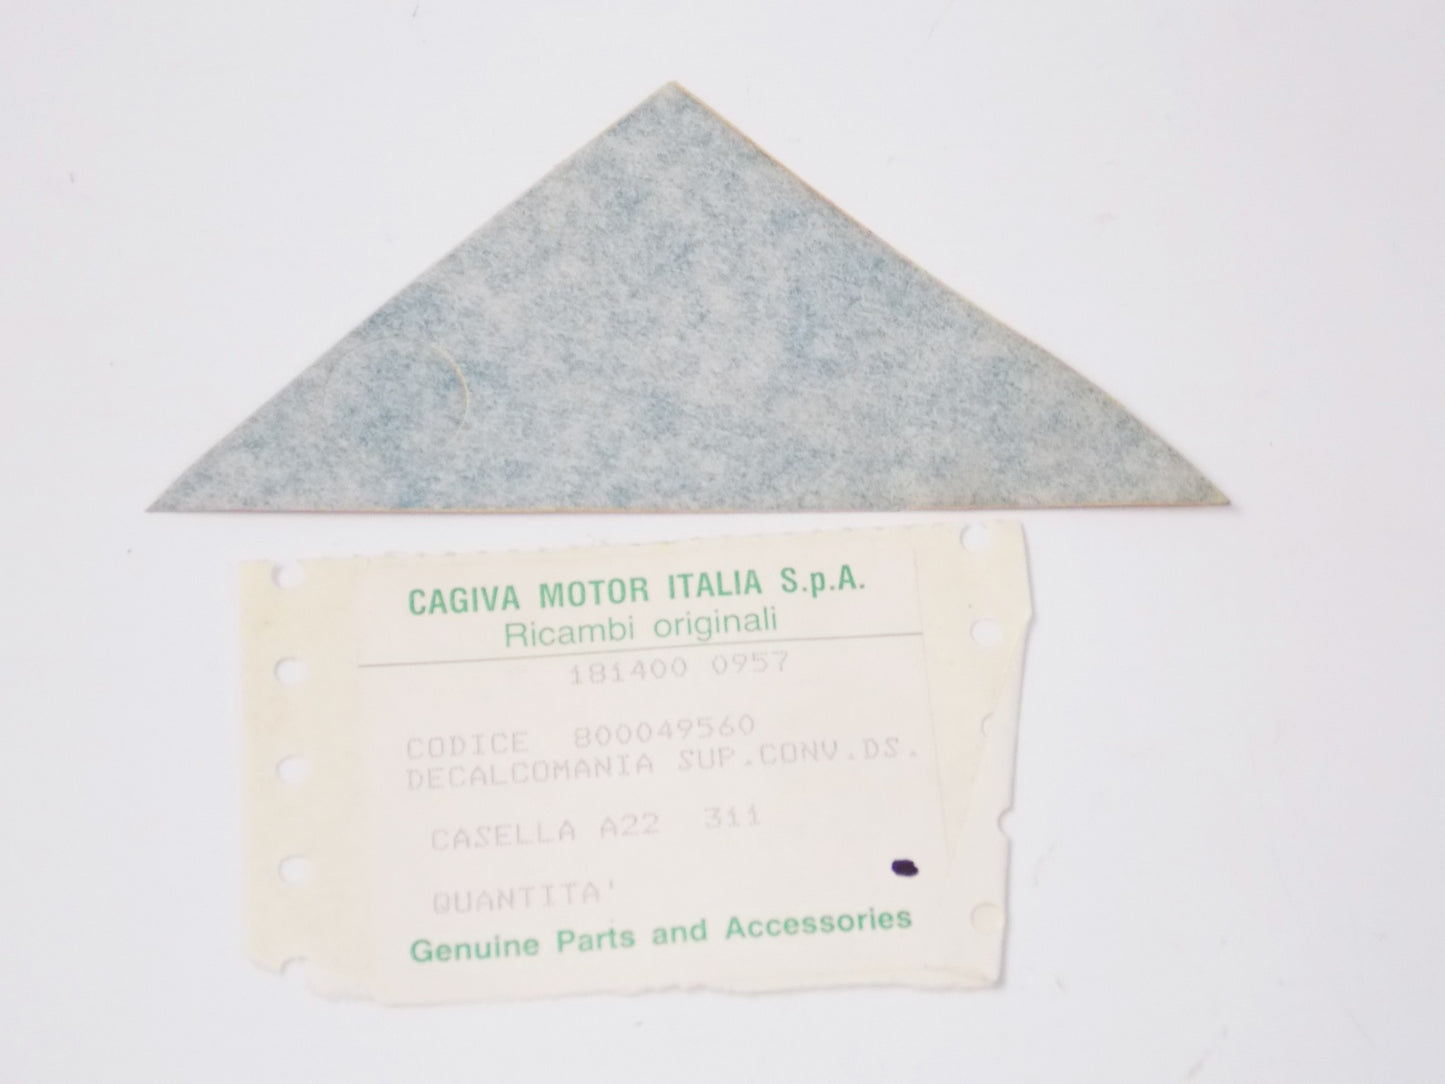 CAGIVA MOTOR ITALIA S.p.A.
Ricambi originali
181400 0957
CODICE 800049560
DECALCOMANIA SUP.CONV.DS.
CASELLA A22 311
QUANTITA'
Genuine Parts and Accessories